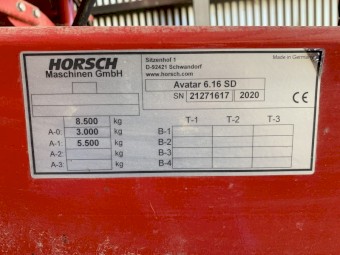 HORSCH
Maschinen GmbH
Sitzenhof 1
D-92421 Schwandorf
www.horsch.com
Made in Germany
Avatar 6.16 SD
SN 21271617 2020
CE
8.500 kg
A-0: 3.000 kg
A-1: 5.500 kg
A-2: kg
A-3: kg
T-1 T-2 T-3
B-1
B-2
B-3
B-4